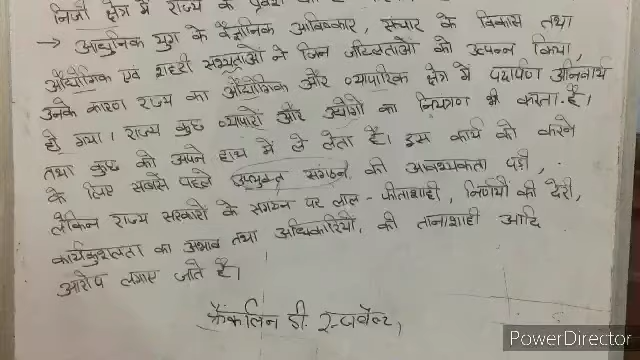 निजी क्षेत्र में राज्य के प्रवेश
→ आधुनिक युग के वैज्ञानिक आविष्कार, संचार के विकास तथा
औद्योगिक एवं शहरी सभ्यताओं ने जिन जटिलताओं को उत्पन्न किया,
उनके कारण राज्य का औद्योगिक और व्यापारिक क्षेत्र में पदार्पण अनिवार्य
हो गया। राज्य कुछ व्यापारों और उद्योगों का नियंत्रण भी करता है।
तथा कुछ को अपने हाथ में ले लेता है। इस कार्य को करने
के लिए सबसे पहले उपयुक्त संगठन की आवश्यकता पड़ी,
लेकिन राज्य सरकारों के संगठन पर लाल - फीताशाही, निर्णयों की देरी,
कार्यकुशलता का अभाव तथा अधिकारियों, की तानाशाही आदि
आरोप लगाए जाते है।
फ्रैंकलिन डी. रूजवेल्ट,
PowerDirector